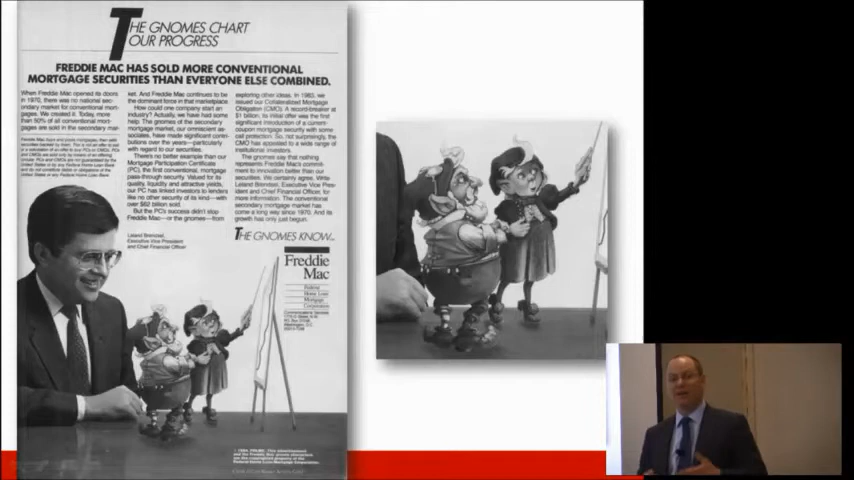 THE GNOMES CHART
OUR PROGRESS
FREDDIE MAC HAS SOLD MORE CONVENTIONAL
MORTGAGE SECURITIES THAN EVERYONE ELSE COMBINED.
When Freddie Mac opened its doors
in 1970, there was no national sec-
ondary market for conventional mort-
gages. We created it. Today, more
than 50% of all conventional mort-
gages are sold in the secondary mar-
ket. And Freddie Mac continues to be
the dominant force in that marketplace.
How could one company start an
industry? Actually, we have had some
help. The gnomes of the secondary
mortgage market, our omniscient as-
sociates, have made significant contri-
butions over the years—particularly
with regard to our securities.
There's no better example than our
Mortgage Participation Certificate
(PC), the first conventional, mortgage
pass-through security. Valued for its
quality, liquidity and attractive yields,
our PC has linked investors to lenders
like no other security of its kind—with
over $62 billion sold.
But the PC's success didn't stop
Freddie Mac—or the gnomes—from
exploring other ideas. In 1983, we
issued our Collateralized Mortgage
Obligation (CMO). A record-breaker at
$1 billion, its initial offer was the first
significant introduction of a current-
coupon mortgage security with some
call protection. So, not surprisingly, the
CMO has appealed to a wide range of
institutional investors.
The gnomes say that nothing
represents Freddie Mac's commit-
ment to innovation better than our
securities. We certainly agree. Write
Leland Brendsel, Executive Vice Pres-
ident and Chief Financial Officer, for
more information. The conventional
secondary mortgage market has
come a long way since 1970. And its
growth has only just begun.
Leland Brendsel,
Executive Vice President
and Chief Financial Officer
THE GNOMES KNOW...
Freddie
Mac
Federal
Home Loan
Mortgage
Corporation